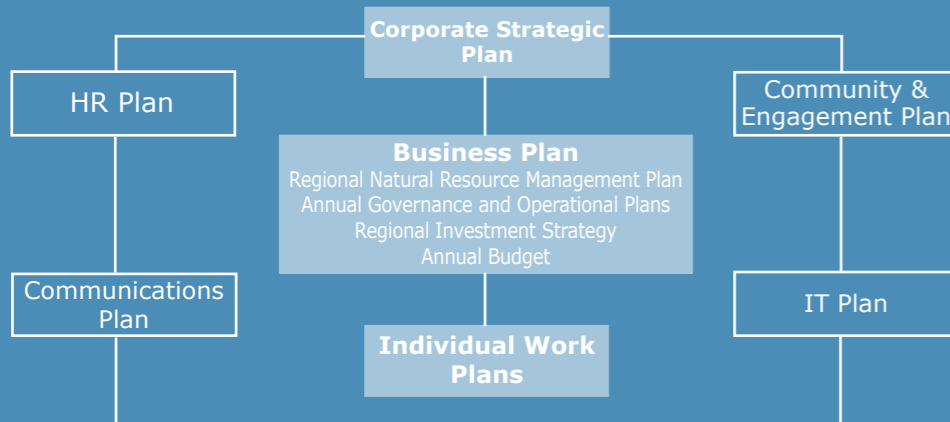 Corporate Strategic
Plan
HR Plan
Community &
Engagement Plan
Business Plan
Regional Natural Resource Management Plan
Annual Governance and Operational Plans
Regional Investment Strategy
Annual Budget
Communications
Plan
IT Plan
Individual Work
Plans